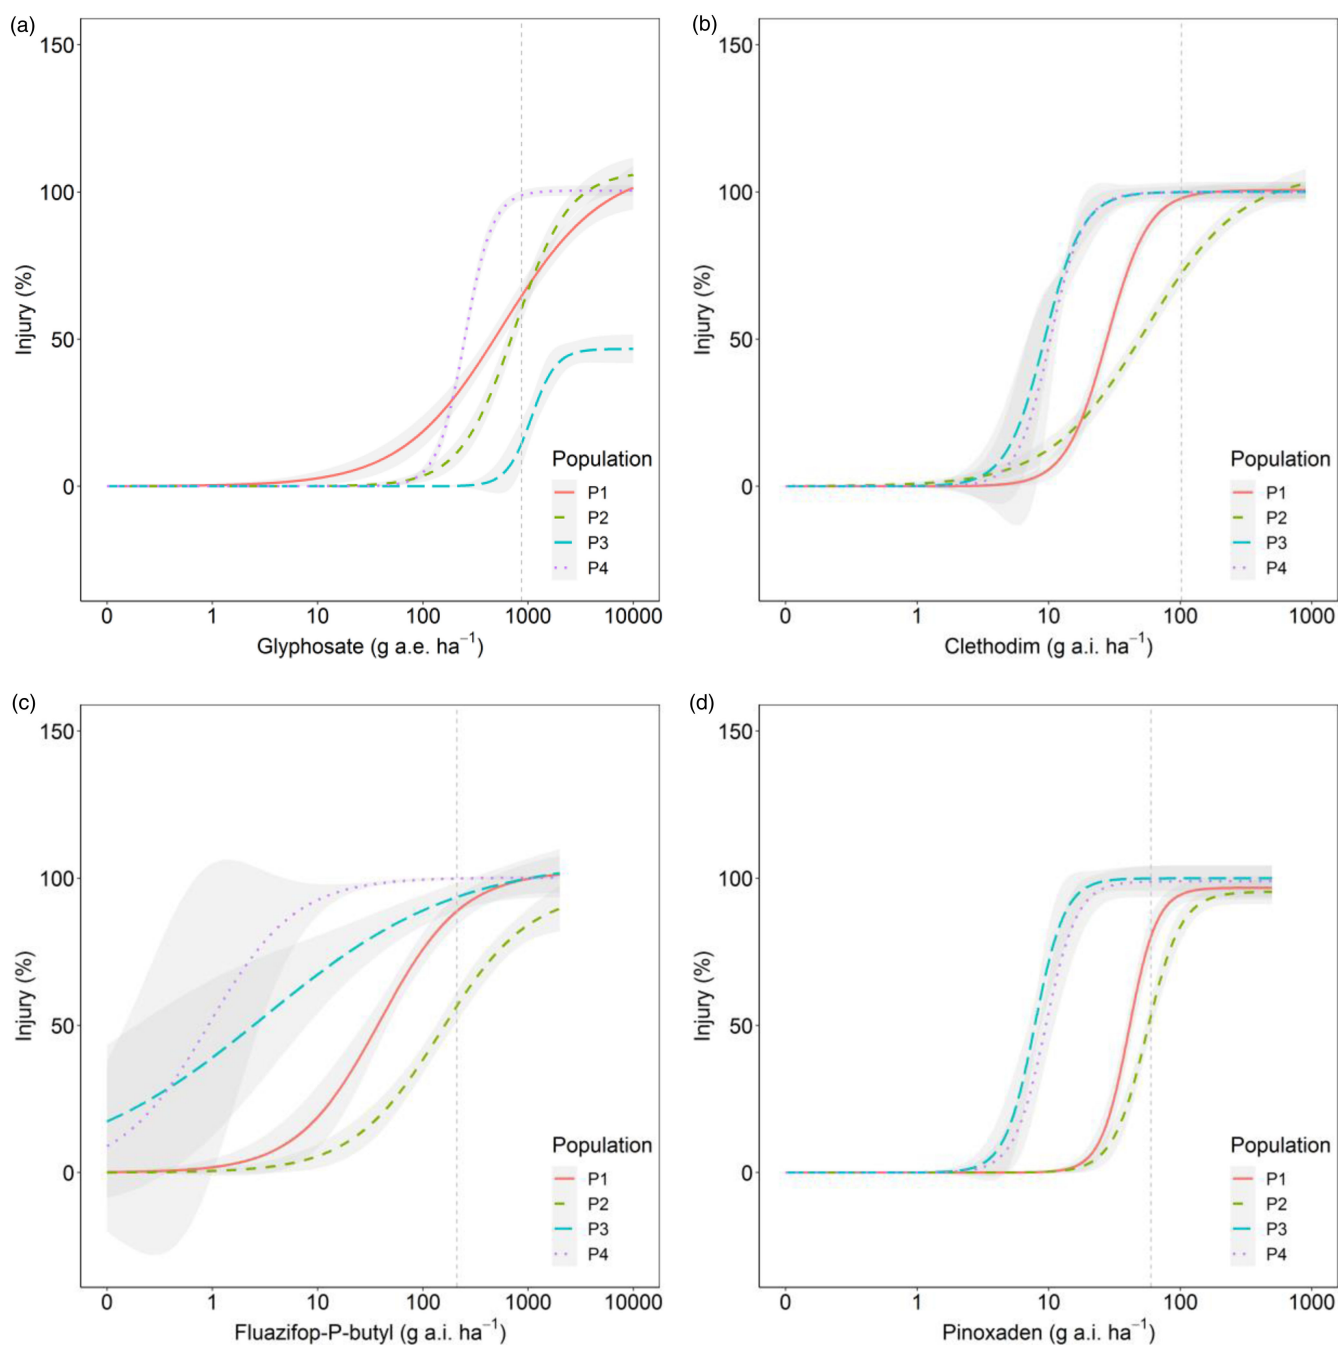 (a)
150
100
50
0
Injury (%)
Population
P1
P2
P3
P4
0 1 10 100 1000 10000
Glyphosate (g a.e. ha⁻¹)
(b)
150
100
50
0
Injury (%)
Population
P1
P2
P3
P4
0 1 10 100 1000
Clethodim (g a.i. ha⁻¹)
(c)
150
100
50
0
Injury (%)
Population
P1
P2
P3
P4
0 1 10 100 1000 10000
Fluazifop-P-butyl (g a.i. ha⁻¹)
(d)
150
100
50
0
Injury (%)
Population
P1
P2
P3
P4
0 1 10 100 1000
Pinoxaden (g a.i. ha⁻¹)